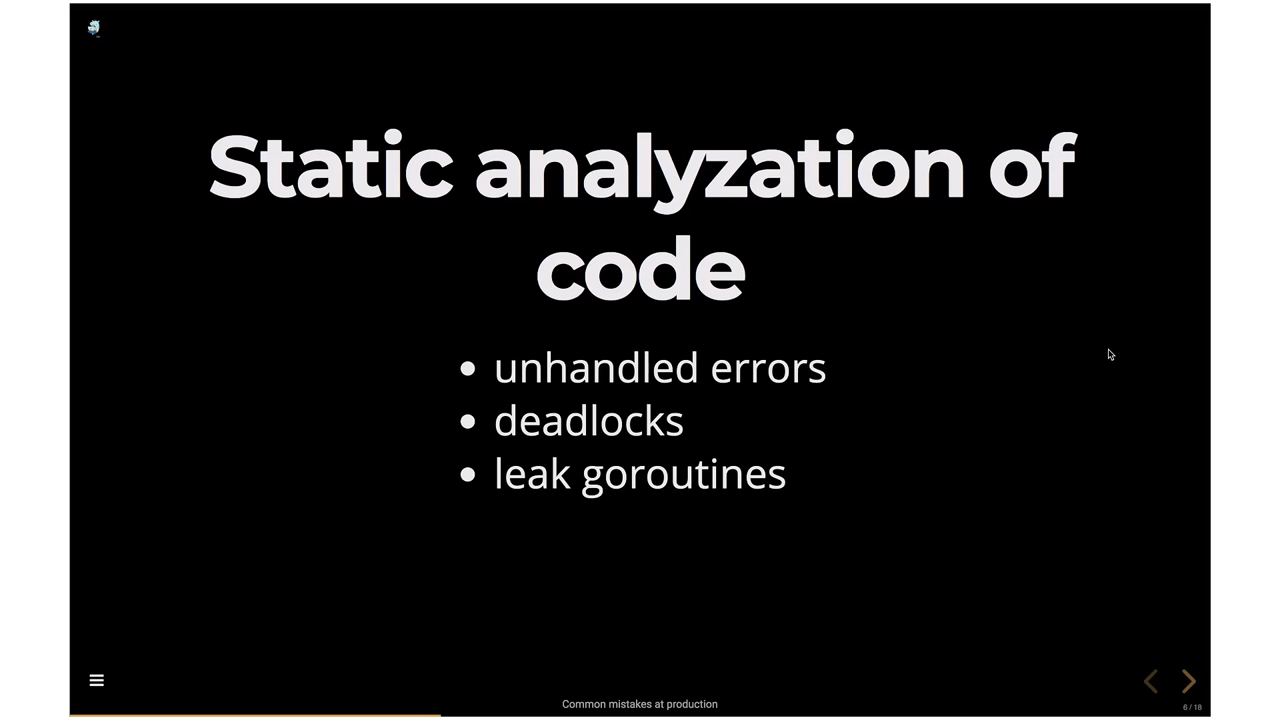 Static analyzation of
code
unhandled errors
deadlocks
leak goroutines
Common mistakes at production
6 / 18